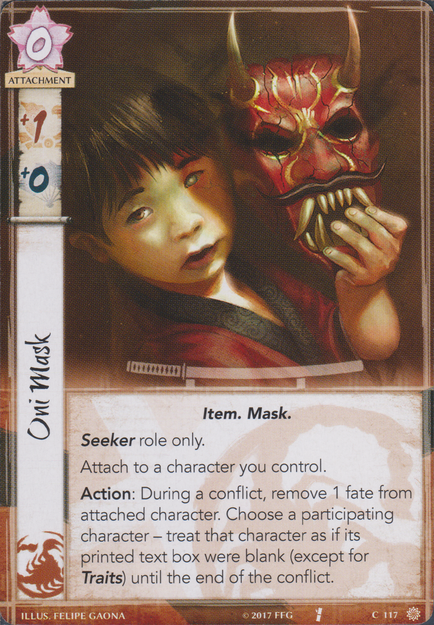 0
ATTACHMENT
+1
+0
Oni Mask
Item. Mask.
Seeker role only.
Attach to a character you control.
Action: During a conflict, remove 1 fate from
attached character. Choose a participating
character – treat that character as if its
printed text box were blank (except for
Traits) until the end of the conflict.
ILLUS. FELIPE GAONA
© 2017 FFG
C 117